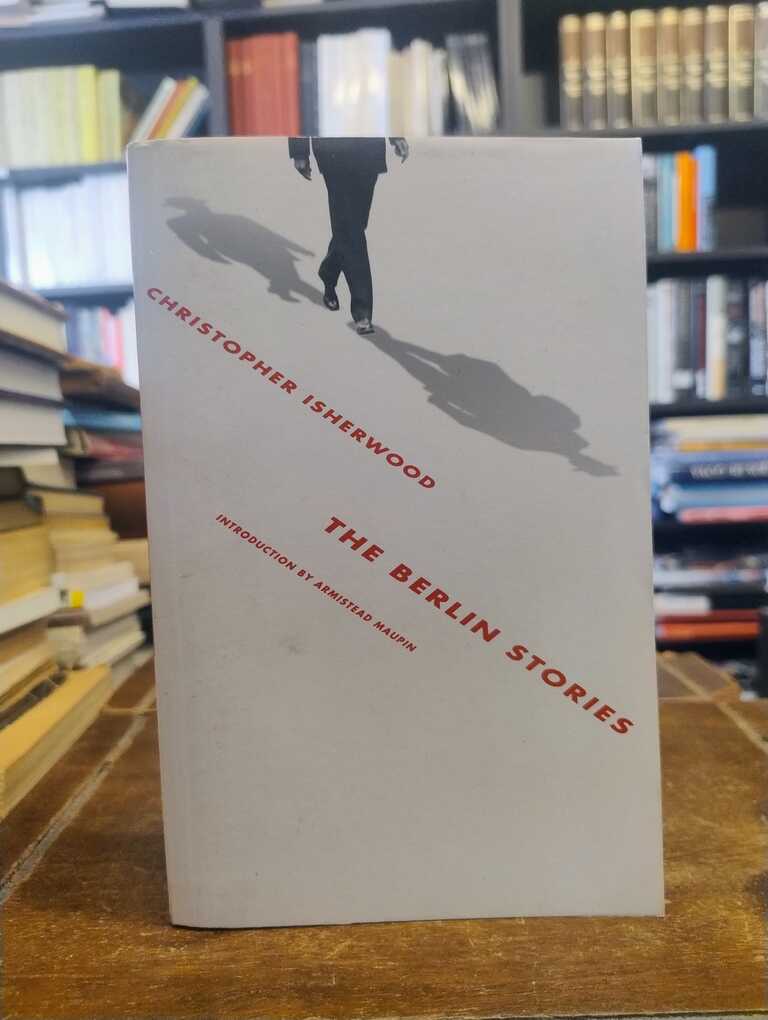 CHRISTOPHER ISHERWOOD
THE BERLIN STORIES
INTRODUCTION BY ARMISTEAD MAUPIN